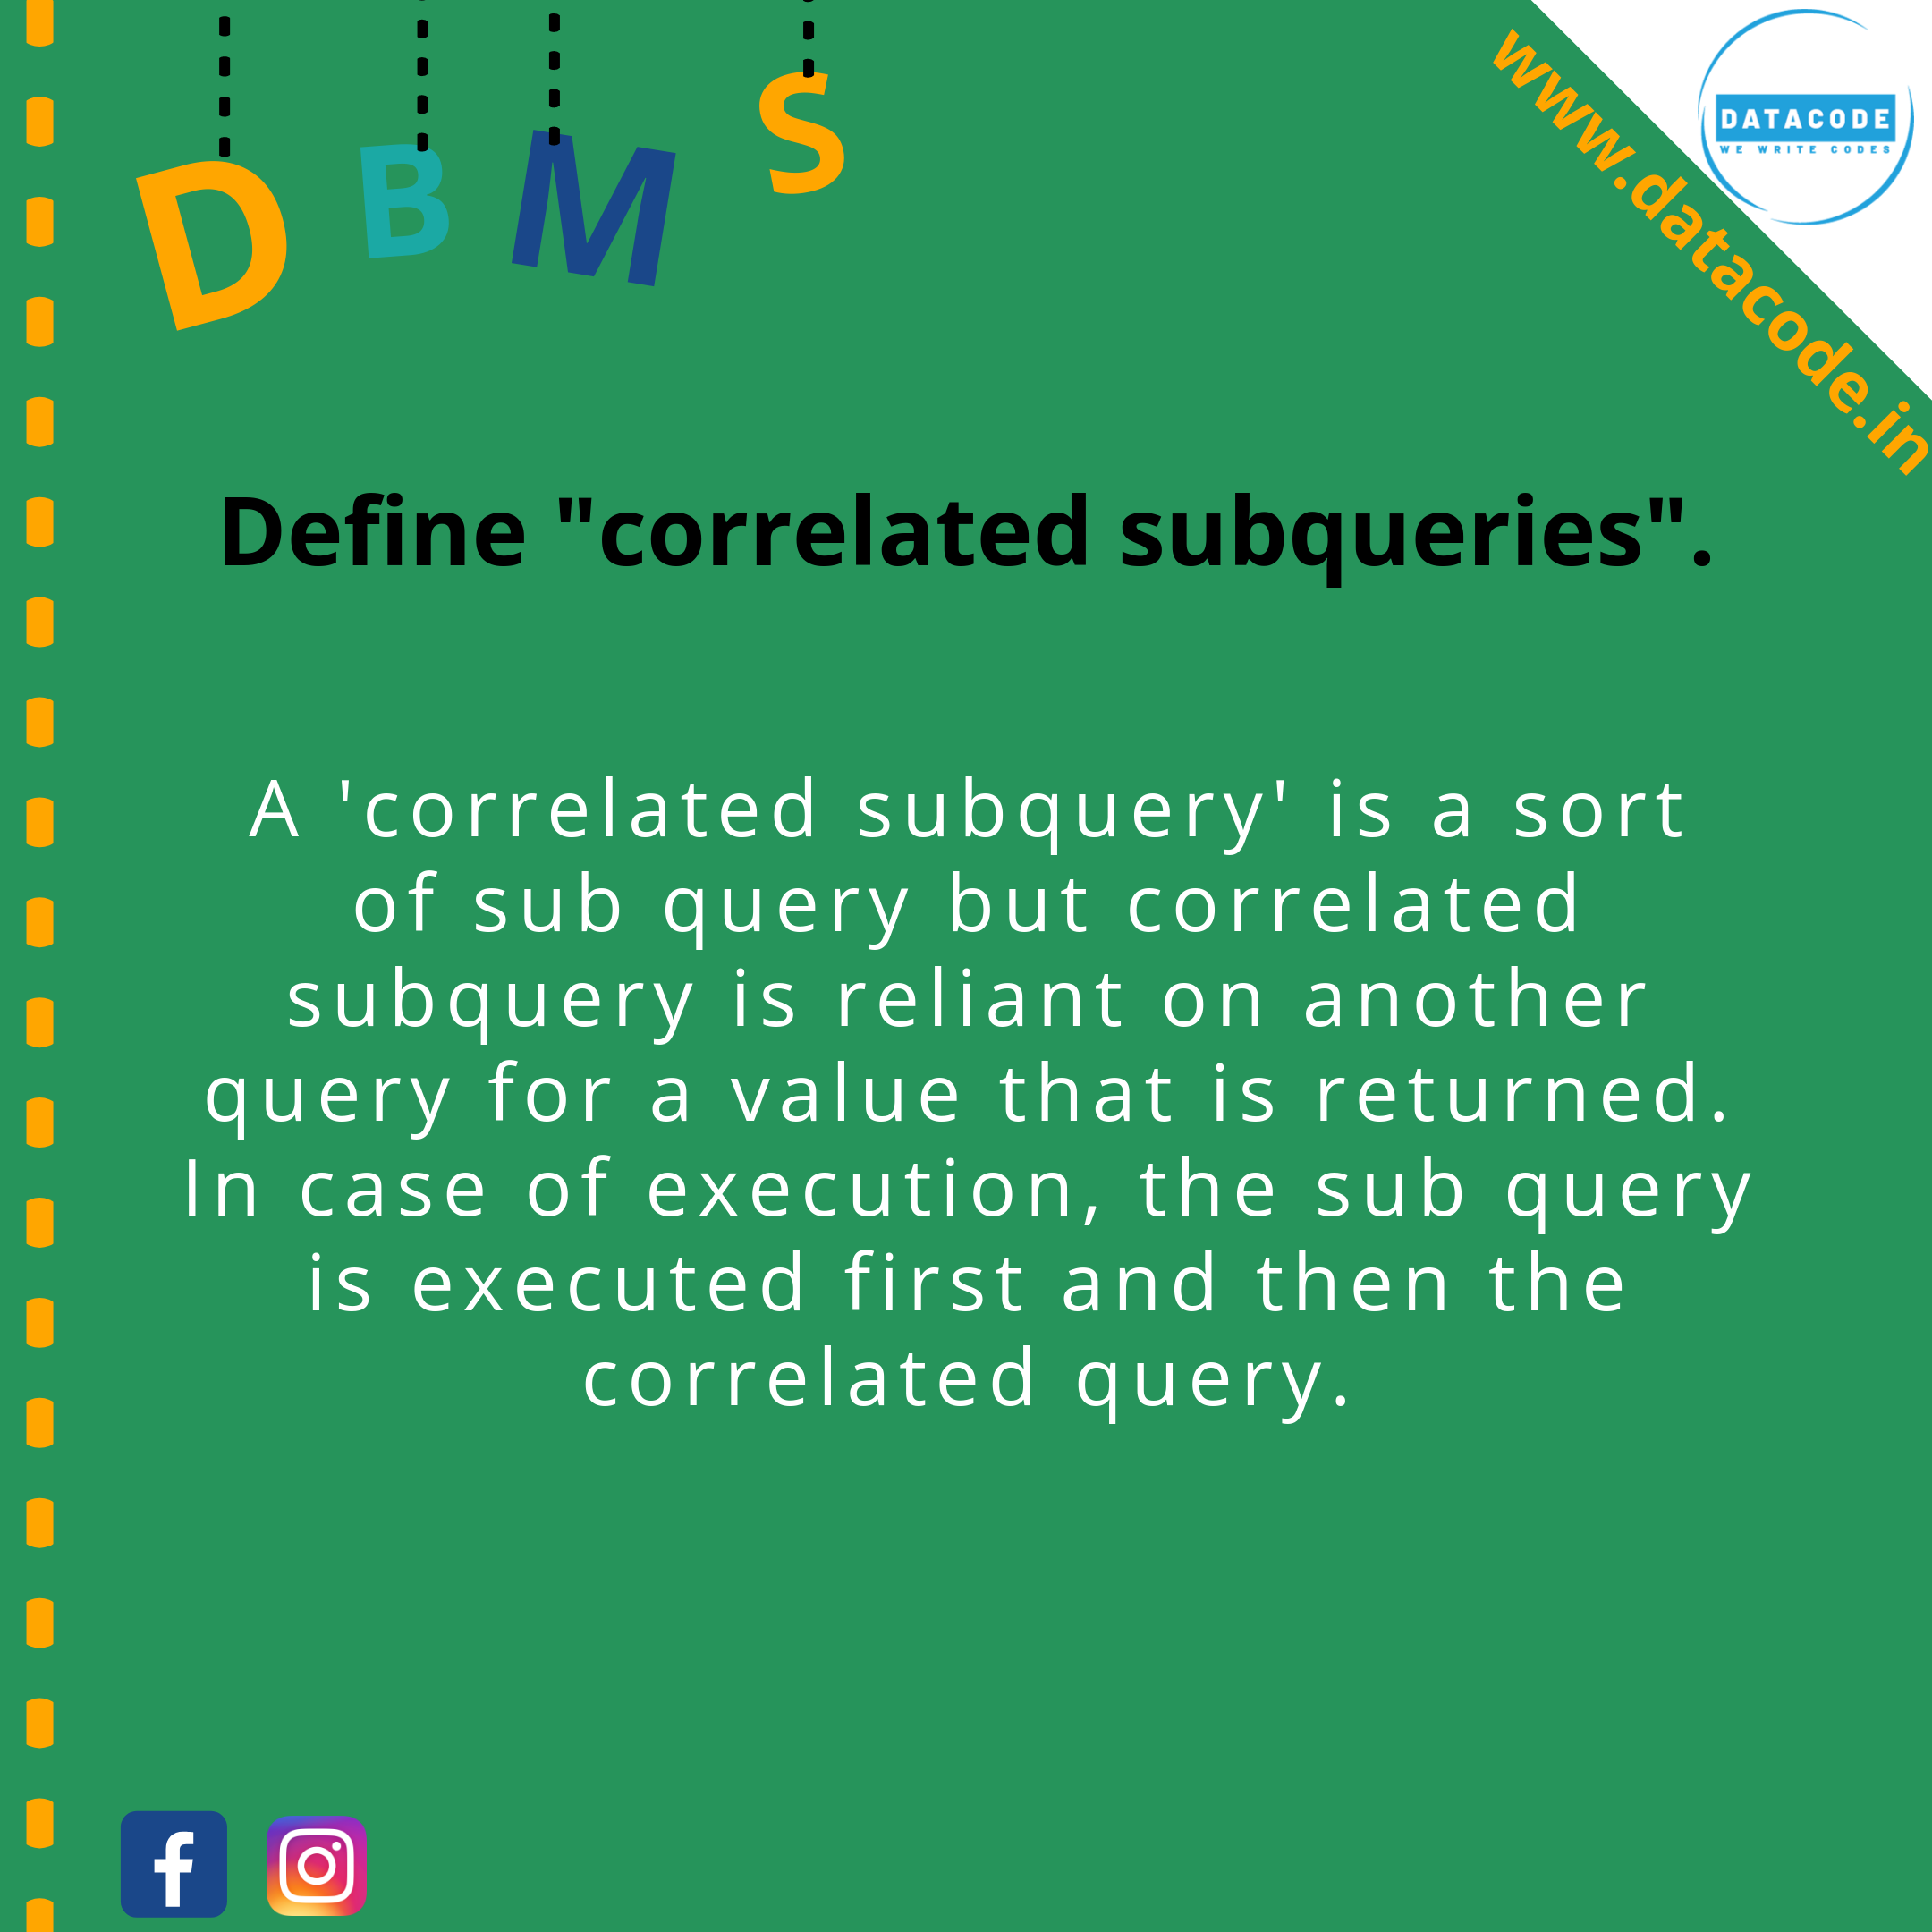 D B M S
DATACODE
WE WRITE CODES
www.datacode.in
Define "correlated subqueries".
A 'correlated subquery' is a sort
of sub query but correlated
subquery is reliant on another
query for a value that is returned.
In case of execution, the sub query
is executed first and then the
correlated query.